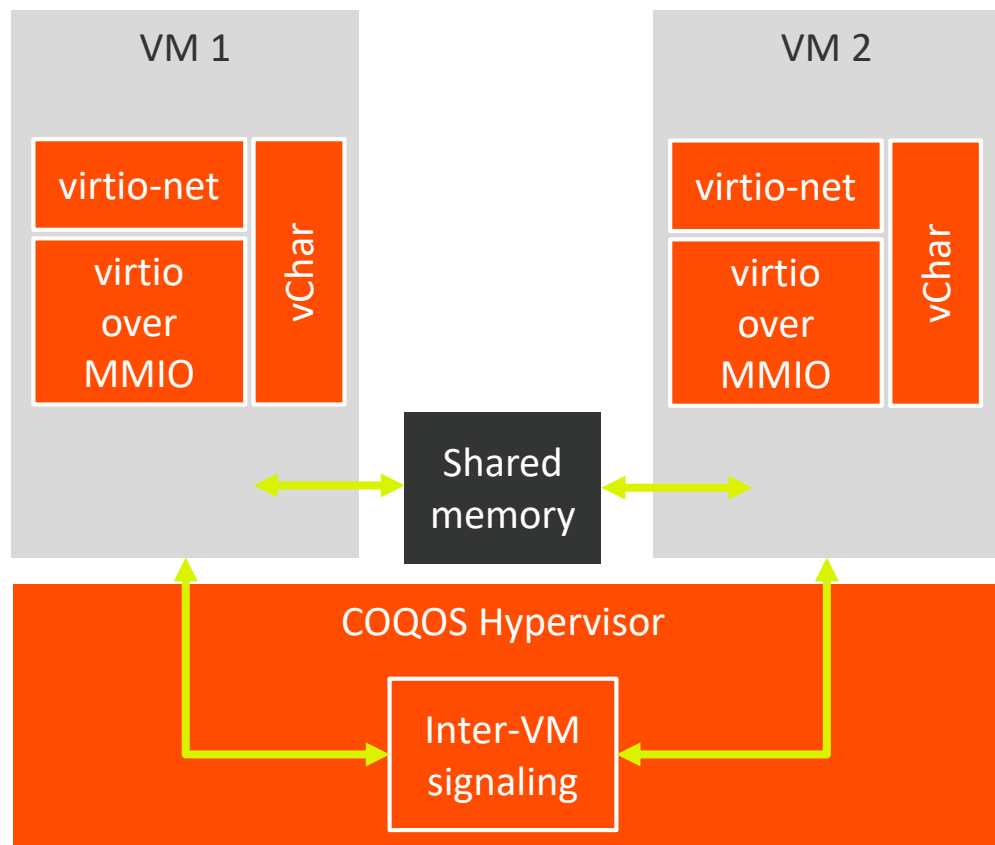 VM 1
VM 2
virtio-net
virtio
over
MMIO
vChar
virtio-net
virtio
over
MMIO
vChar
Shared
memory
COQOS Hypervisor
Inter-VM
signaling